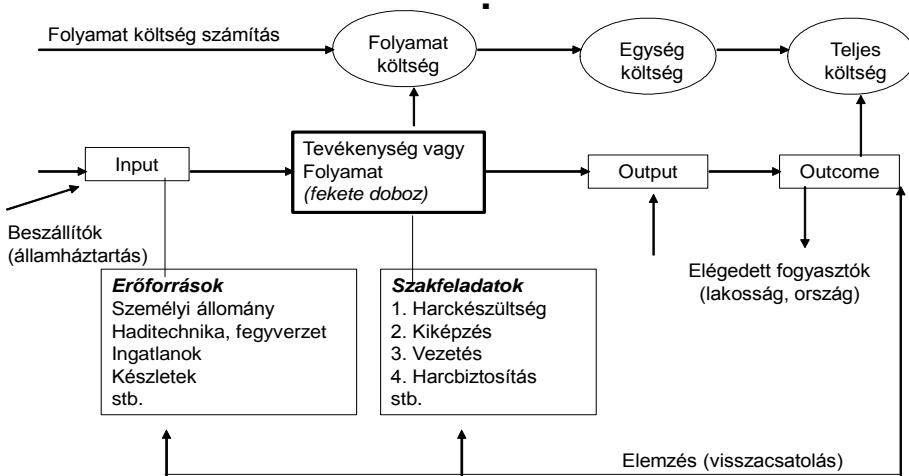 Folyamat költség számítás
Folyamat
költség
Egység
költség
Teljes
költség
Input
Tevékenység vagy
Folyamat
(fekete doboz)
Output
Outcome
Beszállítók
(államháztartás)
Elégedett fogyasztók
(lakosság, ország)
Erőforrások
Személyi állomány
Haditechnika, fegyverzet
Ingatlanok
Készletek
stb.
Szakfeladatok
1. Harckészültség
2. Kiképzés
3. Vezetés
4. Harcbiztosítás
stb.
Elemzés (visszacsatolás)